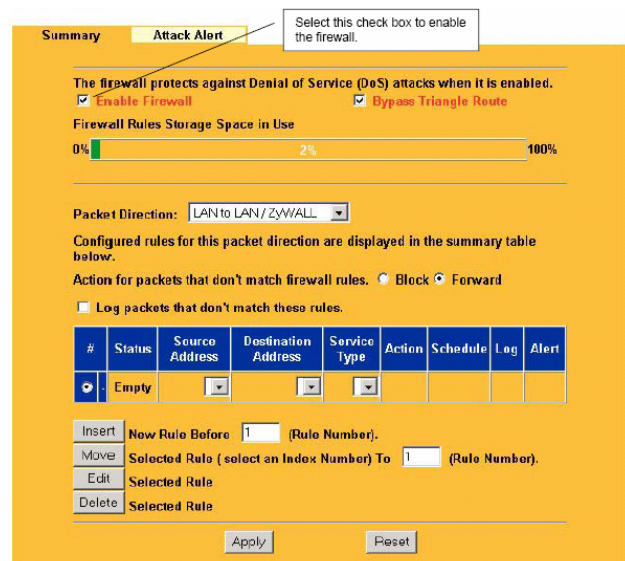 Select this check box to enable
the firewall.
Summary
Attack Alert
The firewall protects against Denial of Service (DoS) attacks when it is enabled.
Enable Firewall
Bypass Triangle Route
Firewall Rules Storage Space in Use
0% 2% 100%
Packet Direction: LAN to LAN / ZyWALL
Configured rules for this packet direction are displayed in the summary table
below.
Action for packets that don't match firewall rules. Block Forward
Log packets that don't match these rules.
# Status Source Address Destination Address Service Type Action Schedule Log Alert
- Empty
Insert New Rule Before 1 (Rule Number).
Move Selected Rule ( select an Index Number) To 1 (Rule Number).
Edit Selected Rule
Delete Selected Rule
Apply Reset